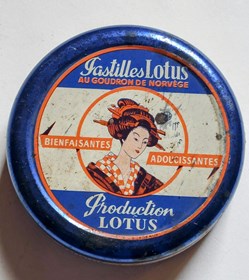 Pastilles Lotus
AU GOUDRON DE NORVÈGE
BIENFAISANTES
ADOUCISSANTES
Production
LOTUS